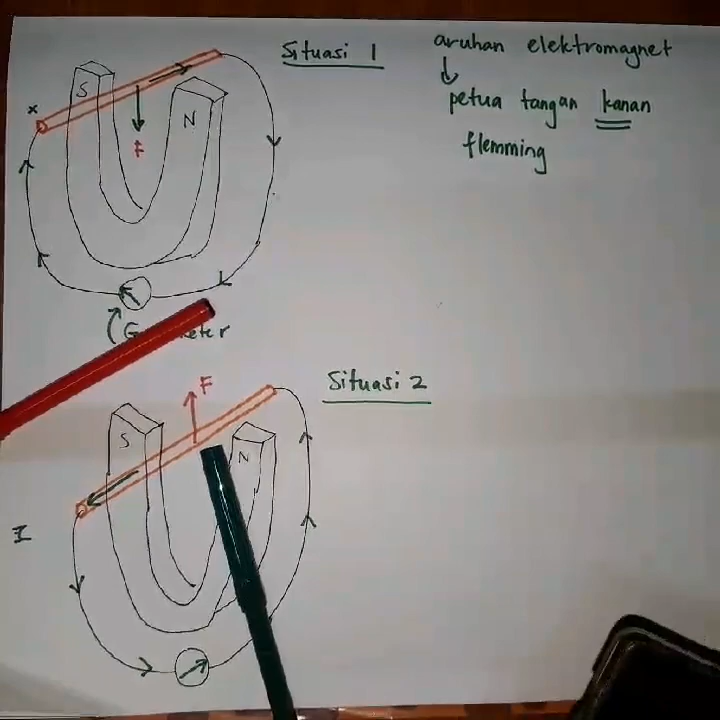 Situasi 1
aruhan elektromagnet
petua tangan kanan
flemming
S
N
x
F
Situasi 2
F
S
N
I